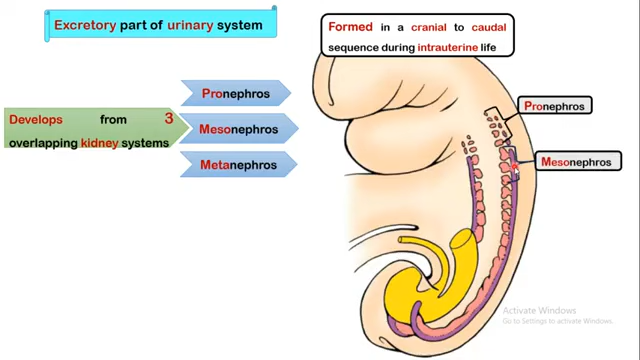 Excretory part of urinary system
Formed in a cranial to caudal
sequence during intrauterine life
Pronephros
Develops from 3
overlapping kidney systems
Mesonephros
Metanephros
Pronephros
Mesonephros
Activate Windows
Go to Settings to activate Windows.